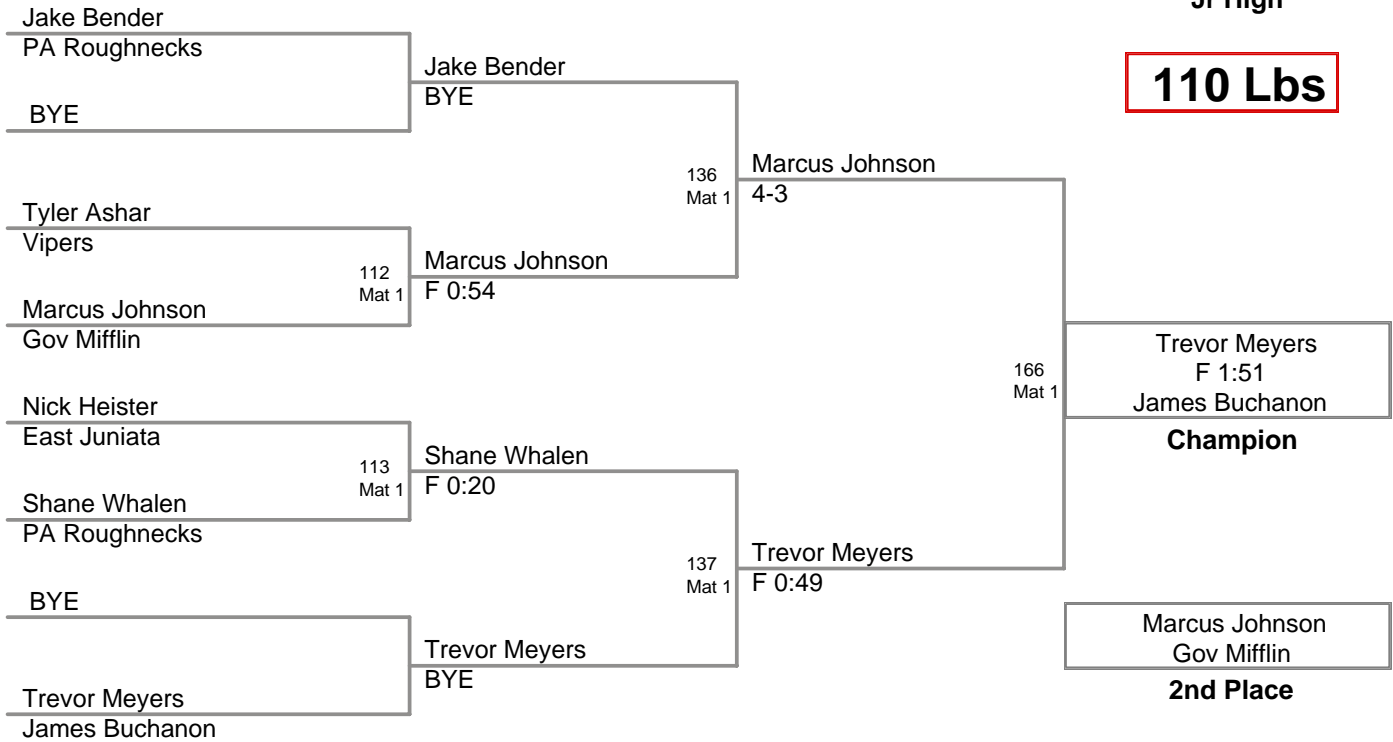 Jr High
110 Lbs
Jake Bender
PA Roughnecks
BYE
Tyler Ashar
Vipers
Marcus Johnson
Gov Mifflin
Nick Heister
East Juniata
Shane Whalen
PA Roughnecks
BYE
Trevor Meyers
James Buchanon
112
Mat 1
113
Mat 1
Jake Bender
BYE
Marcus Johnson
F 0:54
Shane Whalen
F 0:20
Trevor Meyers
BYE
136
Mat 1
137
Mat 1
Marcus Johnson
4-3
Trevor Meyers
F 0:49
166
Mat 1
Trevor Meyers
F 1:51
James Buchanon
Champion
Marcus Johnson
Gov Mifflin
2nd Place